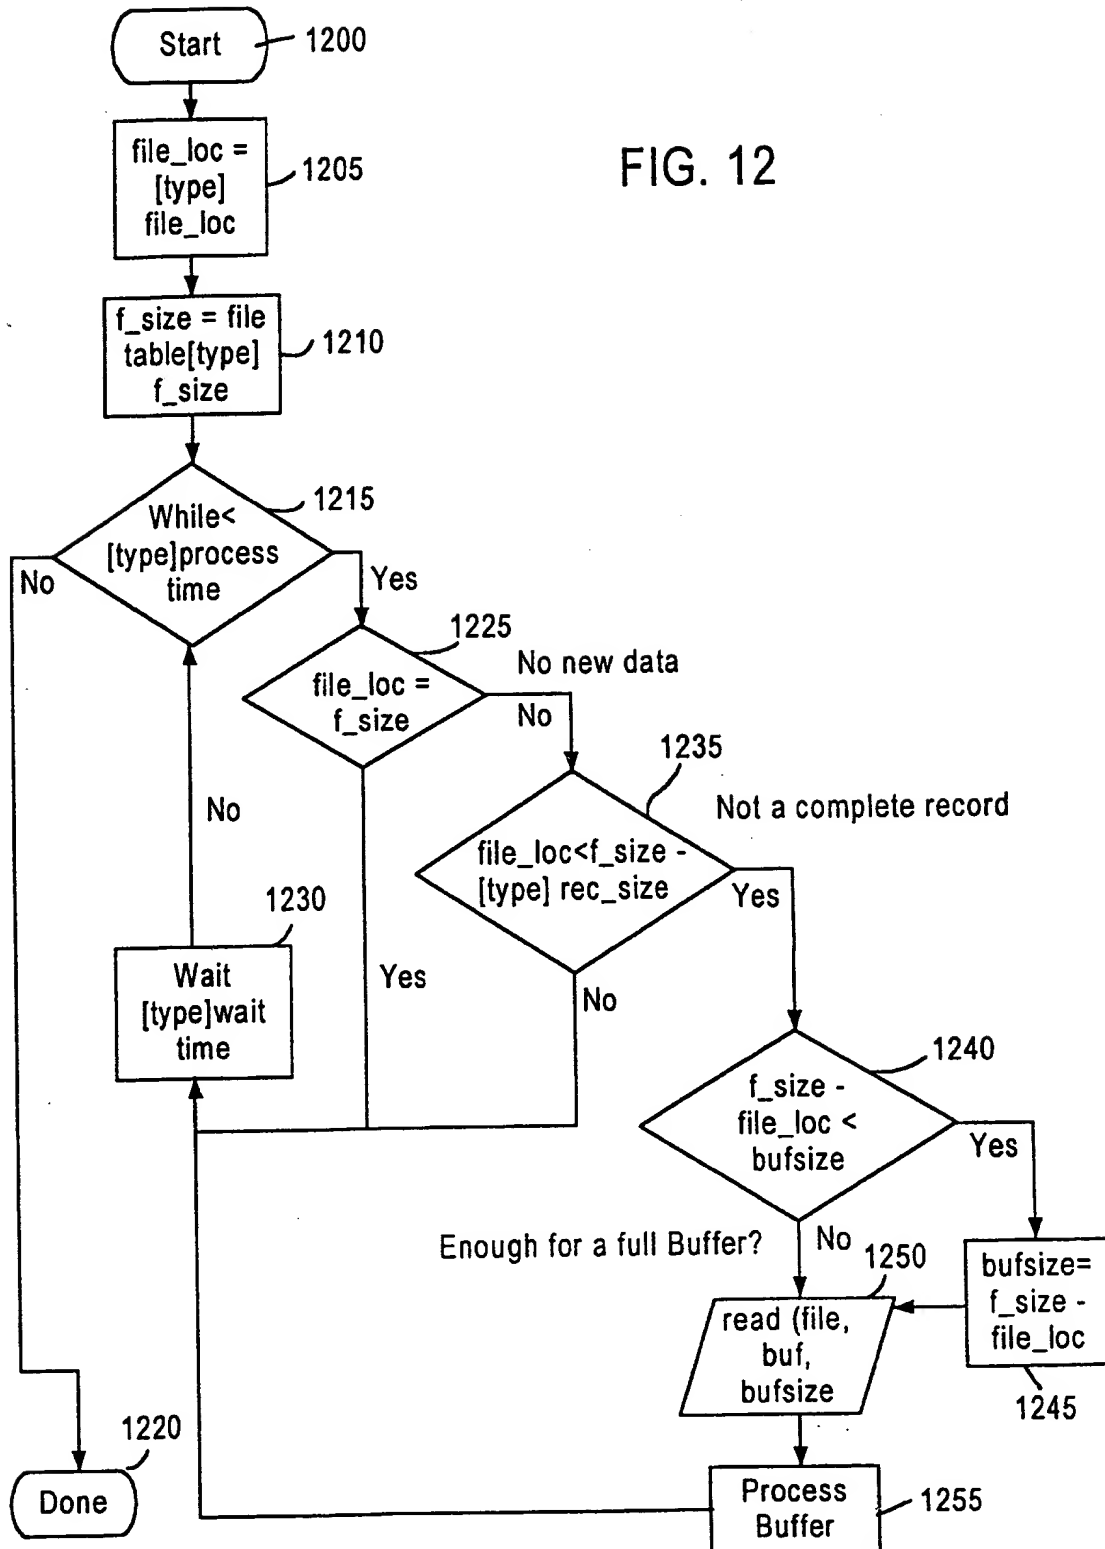 Start
1200
file_loc =
[type]
file_loc
1205
FIG. 12
f_size = file
table[type]
f_size
1210
While<
[type]process
time
1215
No
Yes
file_loc =
f_size
1225
No new data
No
file_loc<f_size -
[type] rec_size
1235
Not a complete record
Yes
No
Wait
[type]wait
time
1230
No
Yes
f_size -
file_loc <
bufsize
1240
Yes
No
Enough for a full Buffer?
bufsize=
f_size -
file_loc
1245
read (file,
buf,
bufsize
1250
Process
Buffer
1255
Done
1220